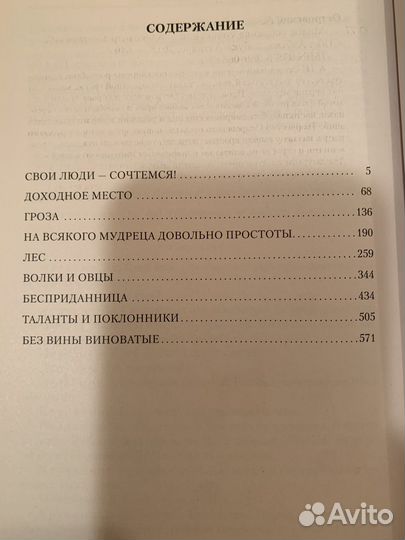 СОДЕРЖАНИЕ
СВОИ ЛЮДИ – СОЧТЕМСЯ! 5
ДОХОДНОЕ МЕСТО 68
ГРОЗА 136
НА ВСЯКОГО МУДРЕЦА ДОВОЛЬНО ПРОСТОТЫ. 190
ЛЕС 259
ВОЛКИ И ОВЦЫ 344
БЕСПРИДАННИЦА 434
ТАЛАНТЫ И ПОКЛОННИКИ 505
БЕЗ ВИНЫ ВИНОВАТЫЕ 571
Avito